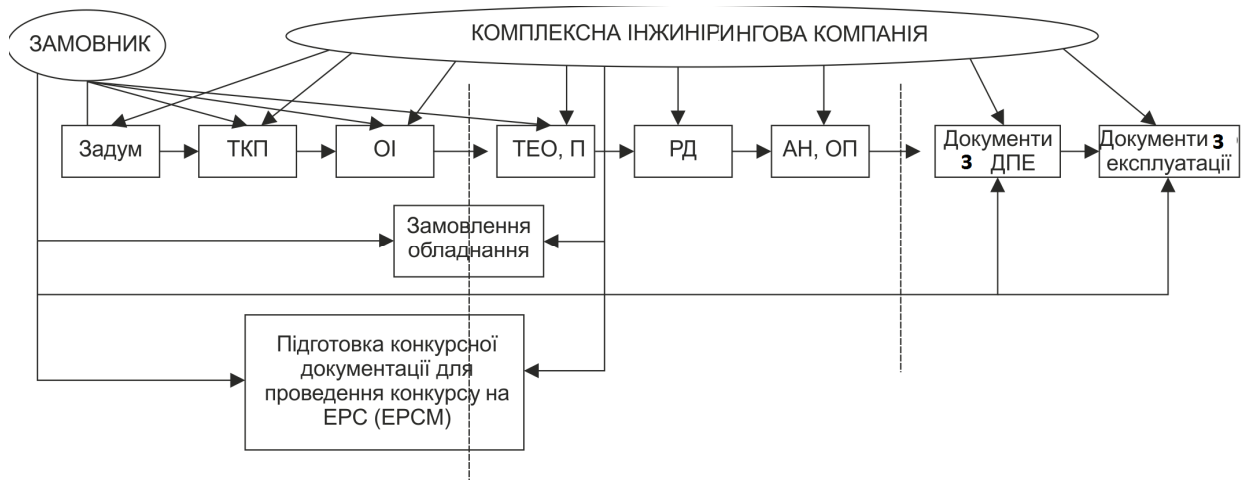 ЗАМОВНИК
КОМПЛЕКСНА ІНЖИНІРИНГОВА КОМПАНІЯ
Задум
ТКП
ОІ
ТЕО, П
РД
АН, ОП
Документи
З ДПЕ
Документи З
експлуатації
Замовлення
обладнання
Підготовка конкурсної
документації для
проведення конкурсу на
ЕРС (ЕРСМ)